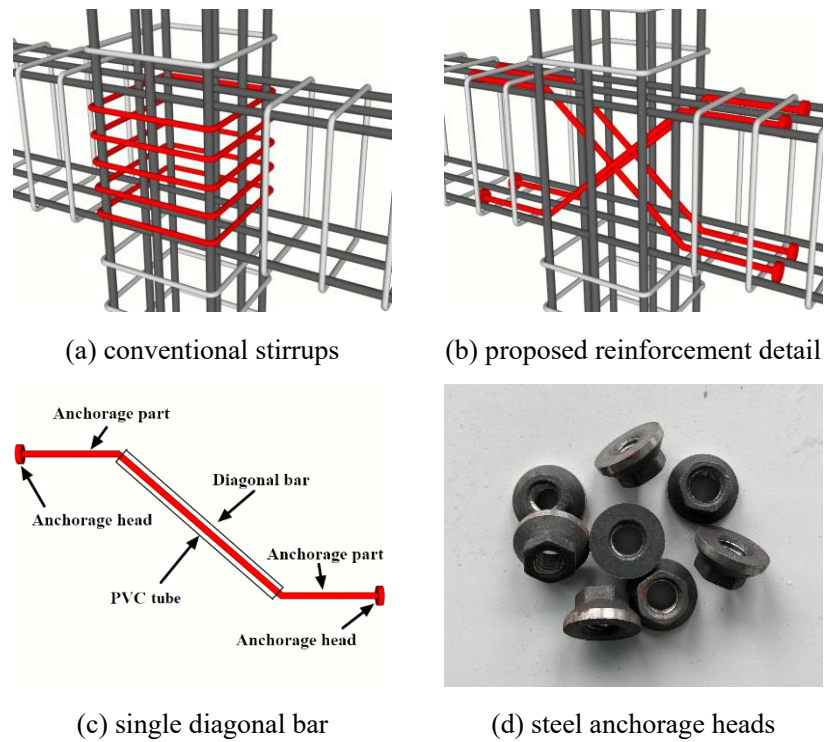 (a) conventional stirrups
(b) proposed reinforcement detail
Anchorage part
Diagonal bar
Anchorage head
Anchorage part
PVC tube
Anchorage head
(c) single diagonal bar
(d) steel anchorage heads